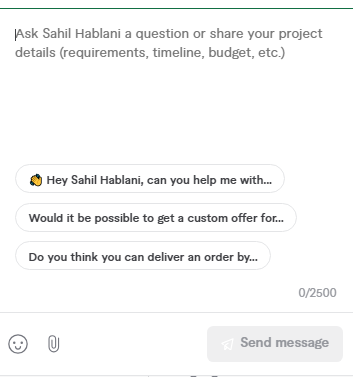 Ask Sahil Hablani a question or share your project
details (requirements, timeline, budget, etc.)
👋 Hey Sahil Hablani, can you help me with...
Would it be possible to get a custom offer for...
Do you think you can deliver an order by...
0/2500
Send message